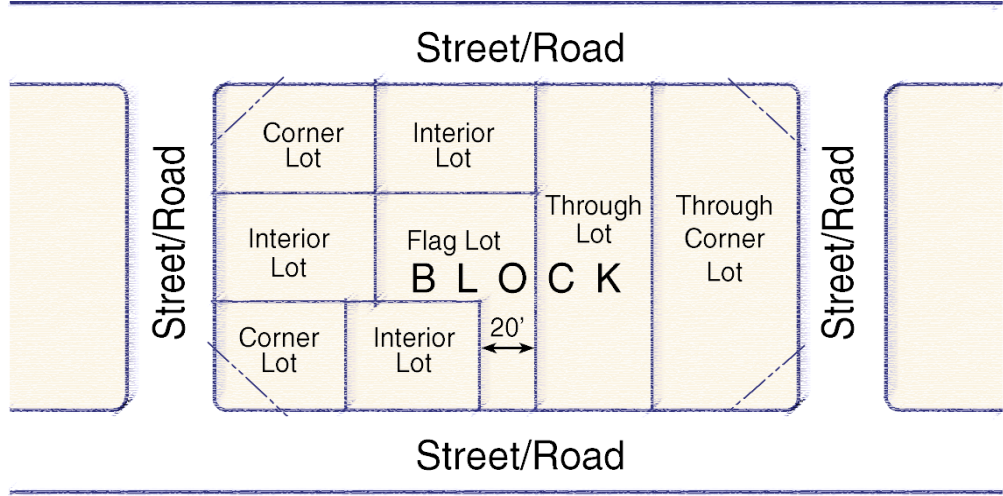 Street/Road
Street/Road
Corner
Lot
Interior
Lot
Through
Lot
Through
Corner
Lot
Street/Road
Interior
Lot
Flag Lot
BLOCK
Corner
Lot
Interior
Lot
20'
Street/Road